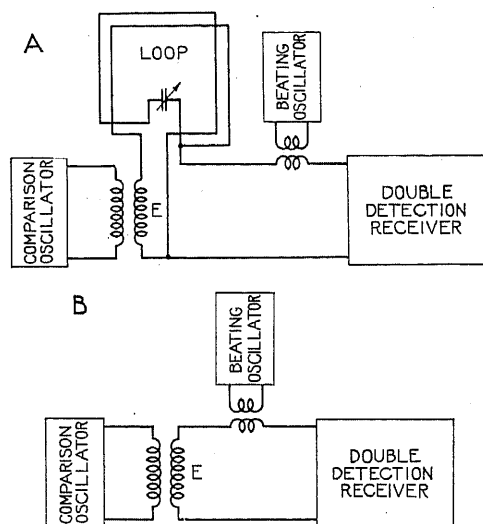 A
LOOP
BEATING
OSCILLATOR
COMPARISON
OSCILLATOR
E
DOUBLE
DETECTION
RECEIVER
B
BEATING
OSCILLATOR
COMPARISON
OSCILLATOR
E
DOUBLE
DETECTION
RECEIVER